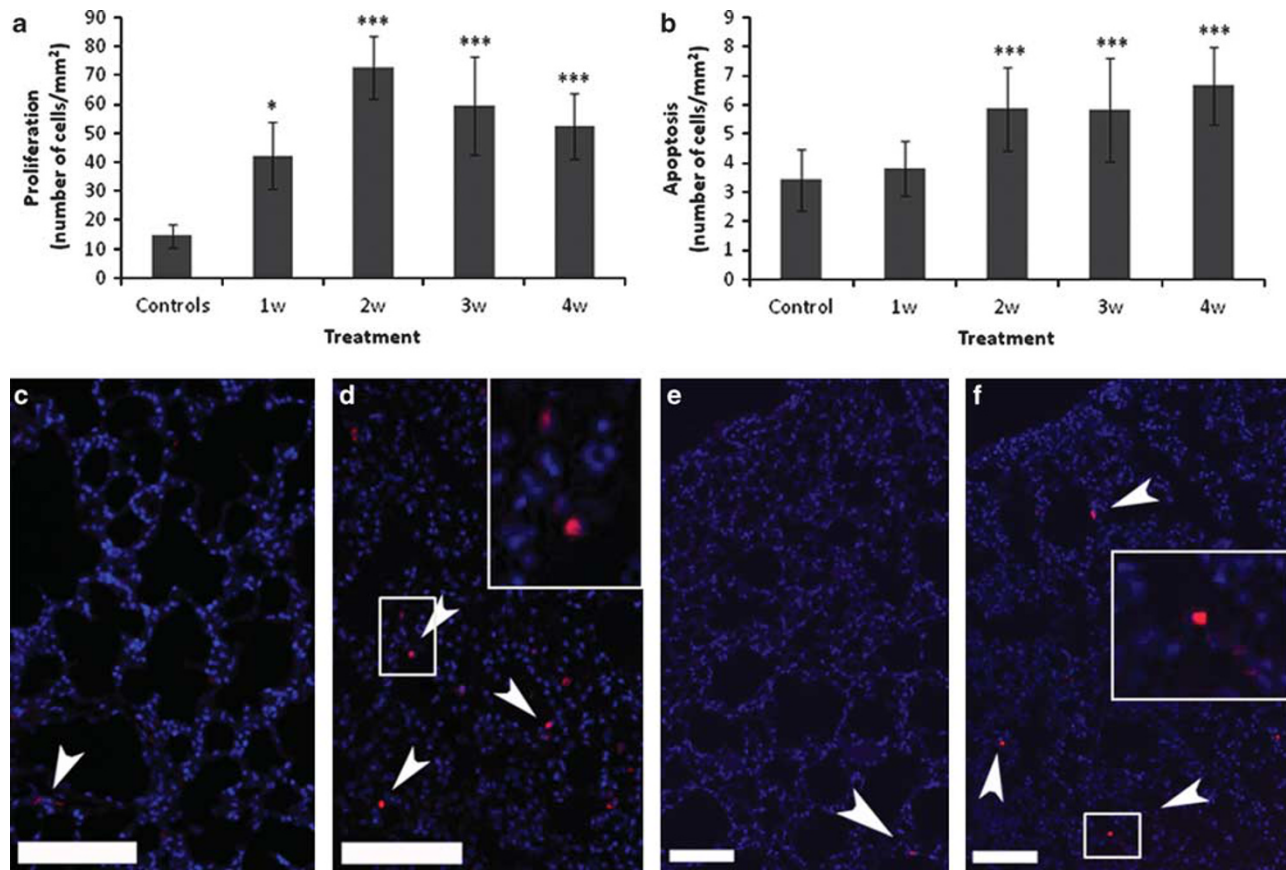 a
Proliferation
(number of cells/mm²)
90
80
70
60
50
40
30
20
10
0
*
***
***
***
Controls
1w
2w
3w
4w
Treatment
b
Apoptosis
(number of cells/mm²)
9
8
7
6
5
4
3
2
1
0
***
***
***
Control
1w
2w
3w
4w
Treatment
c
d
e
f